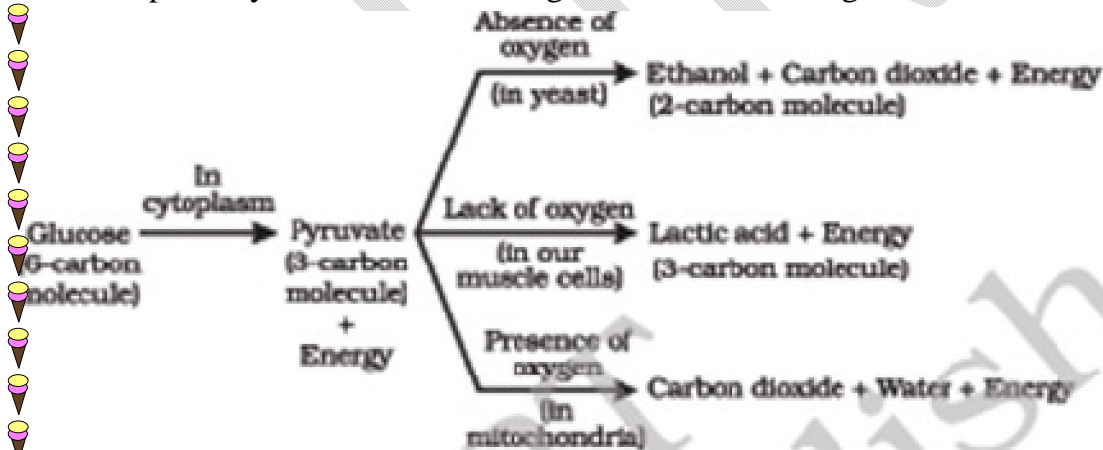 Absence of
oxygen
(in yeast)
Ethanol + Carbon dioxide + Energy
(2-carbon molecule)
In
cytoplasm
Glucose
(6-carbon
molecule)
Pyruvate
(3-carbon
molecule)
+
Energy
Lack of oxygen
(in our
muscle cells)
Lactic acid + Energy
(3-carbon molecule)
Presence of
oxygen
(in
mitochondria)
Carbon dioxide + Water + Energy